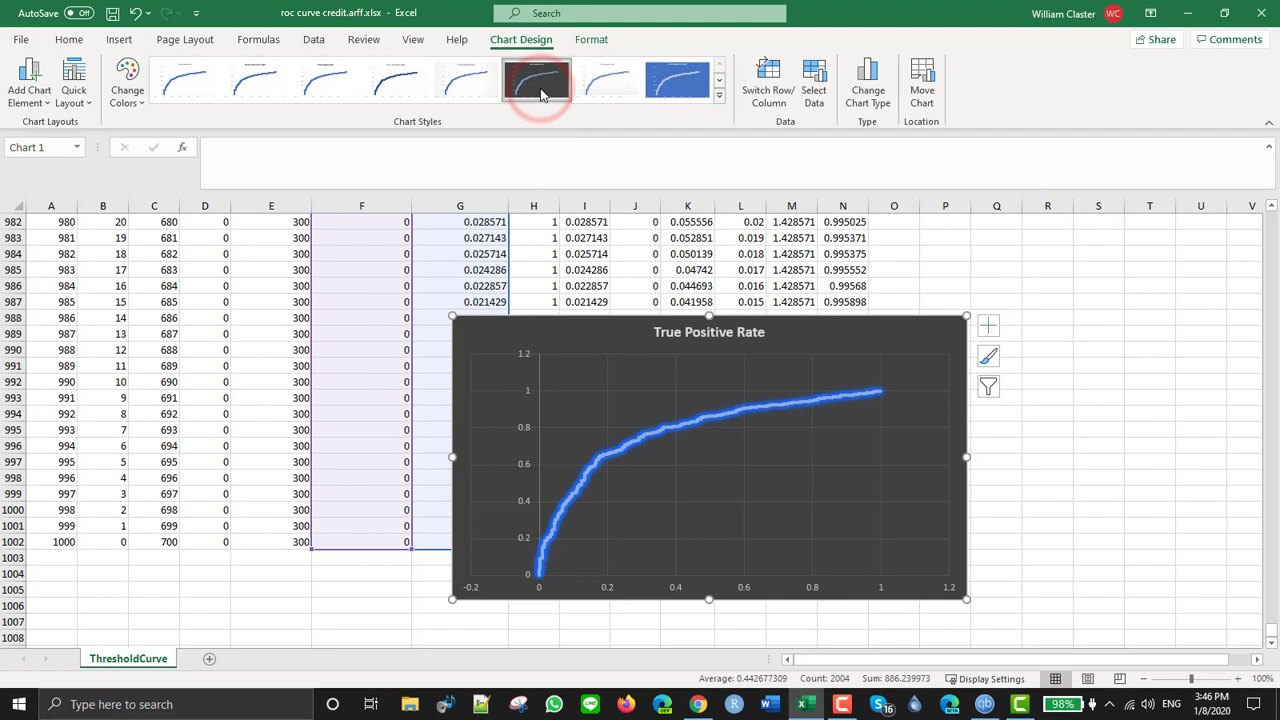 AutoSave Off roc curve credit.arff.xlsx - Excel Search William Claster WC
File Home Insert Page Layout Formulas Data Review View Help Chart Design Format Share Comments
Add Chart Element Quick Layout Change Colors Switch Row/Column Select Data Change Chart Type Move Chart
Chart Layouts Chart Styles Data Type Location
Chart 1 fx
A B C D E F G H I J K L M N O P Q R S T U V
982 980 20 680 0 300 0 0.028571 1 0.028571 0 0.055556 0.02 1.428571 0.995025
983 981 19 681 0 300 0 0.027143 1 0.027143 0 0.052851 0.019 1.428571 0.995371
984 982 18 682 0 300 0 0.025714 1 0.025714 0 0.050139 0.018 1.428571 0.995375
985 983 17 683 0 300 0 0.024286 1 0.024286 0 0.04742 0.017 1.428571 0.995552
986 984 16 684 0 300 0 0.022857 1 0.022857 0 0.044693 0.016 1.428571 0.99568
987 985 15 685 0 300 0 0.021429 1 0.021429 0 0.041958 0.015 1.428571 0.995898
988 986 14 686 0 300 0
989 987 13 687 0 300 0
990 988 12 688 0 300 0
991 989 11 689 0 300 0
992 990 10 690 0 300 0
993 991 9 691 0 300 0
994 992 8 692 0 300 0
995 993 7 693 0 300 0
996 994 6 694 0 300 0
997 995 5 695 0 300 0
998 996 4 696 0 300 0
999 997 3 697 0 300 0
1000 998 2 698 0 300 0
1001 999 1 699 0 300 0
1002 1000 0 700 0 300 0
1003
1004
1005
1006
1007
1008
True Positive Rate
1.2
1
0.8
0.6
0.4
0.2
0
-0.2 0 0.2 0.4 0.6 0.8 1 1.2
ThresholdCurve
Average: 0.442677309 Count: 2004 Sum: 886.239973 Display Settings 100%
Type here to search 16 98% 3:46 PM
1/8/2020